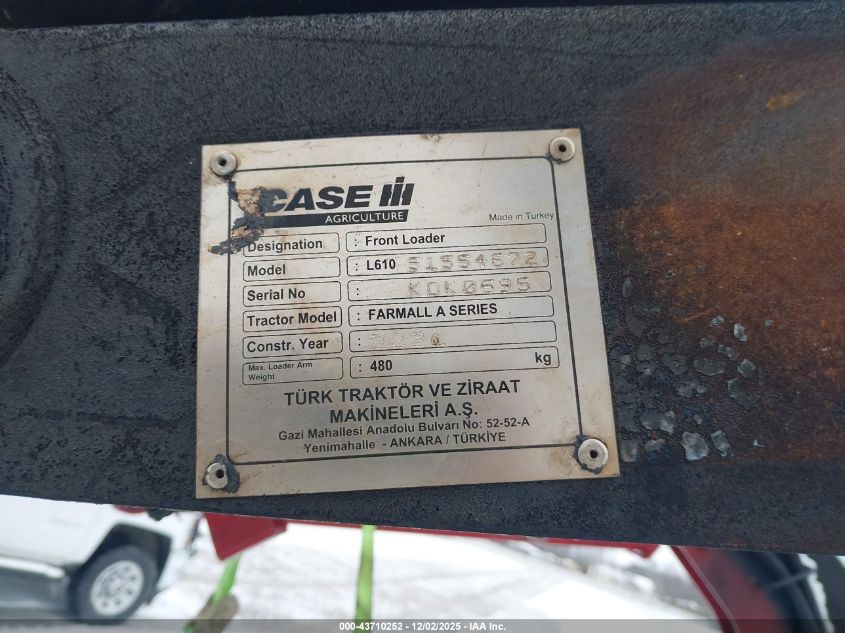 CASE IH
AGRICULTURE
Made in Turkey
Designation : Front Loader
Model : L610 51554672
Serial No : KDK0595
Tractor Model : FARMALL A SERIES
Constr. Year :
Max. Loader Arm Weight : 480 kg
TÜRK TRAKTÖR VE ZİRAAT
MAKİNELERİ A.Ş.
Gazi Mahallesi Anadolu Bulvarı No: 52-52-A
Yenimahalle - ANKARA / TÜRKİYE
000-43710252 - 12/02/2025 - IAA Inc.